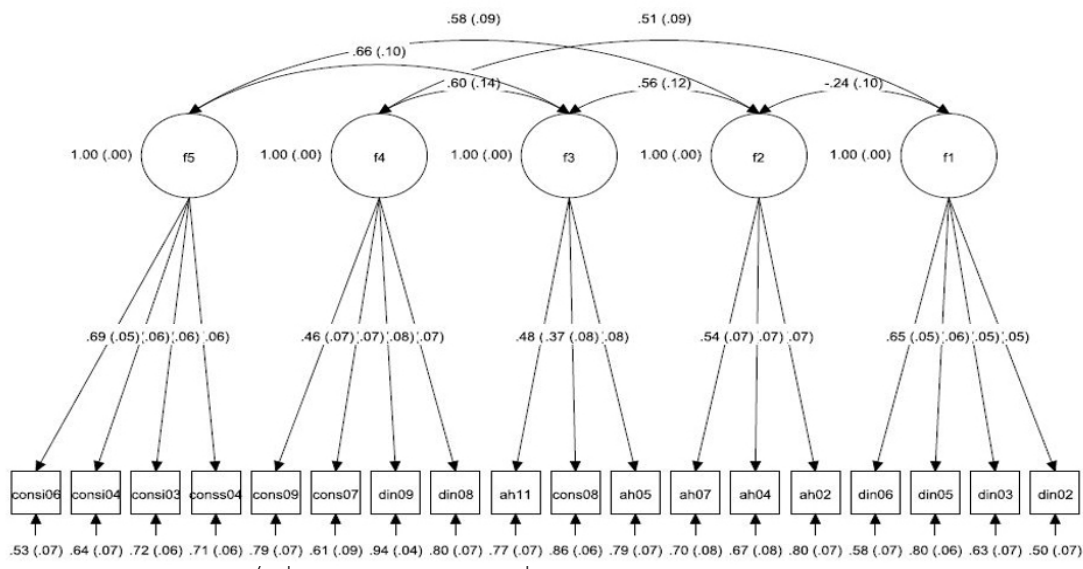 .58 (.09) .51 (.09)
.66 (.10)
.60 (.14) .56 (.12) -.24 (.10)
1.00 (.00) f5 1.00 (.00) f4 1.00 (.00) f3 1.00 (.00) f2 1.00 (.00) f1
.69 (.05) (.06) (.06) (.06) .46 (.07) (.07) (.08) (.07) .48 .37 (.08) (.08) .54 (.07) (.07) (.07) .65 (.05) (.06) (.05) (.05)
consi06 consi04 consi03 conss04 cons09 cons07 din09 din08 ah11 cons08 ah05 ah07 ah04 ah02 din06 din05 din03 din02
.53 (.07) .64 (.07) .72 (.06) .71 (.06) .79 (.07) .61 (.09) .94 (.04) .80 (.07) .77 (.07) .86 (.06) .79 (.07) .70 (.08) .67 (.08) .80 (.07) .58 (.07) .80 (.06) .63 (.07) .50 (.07)